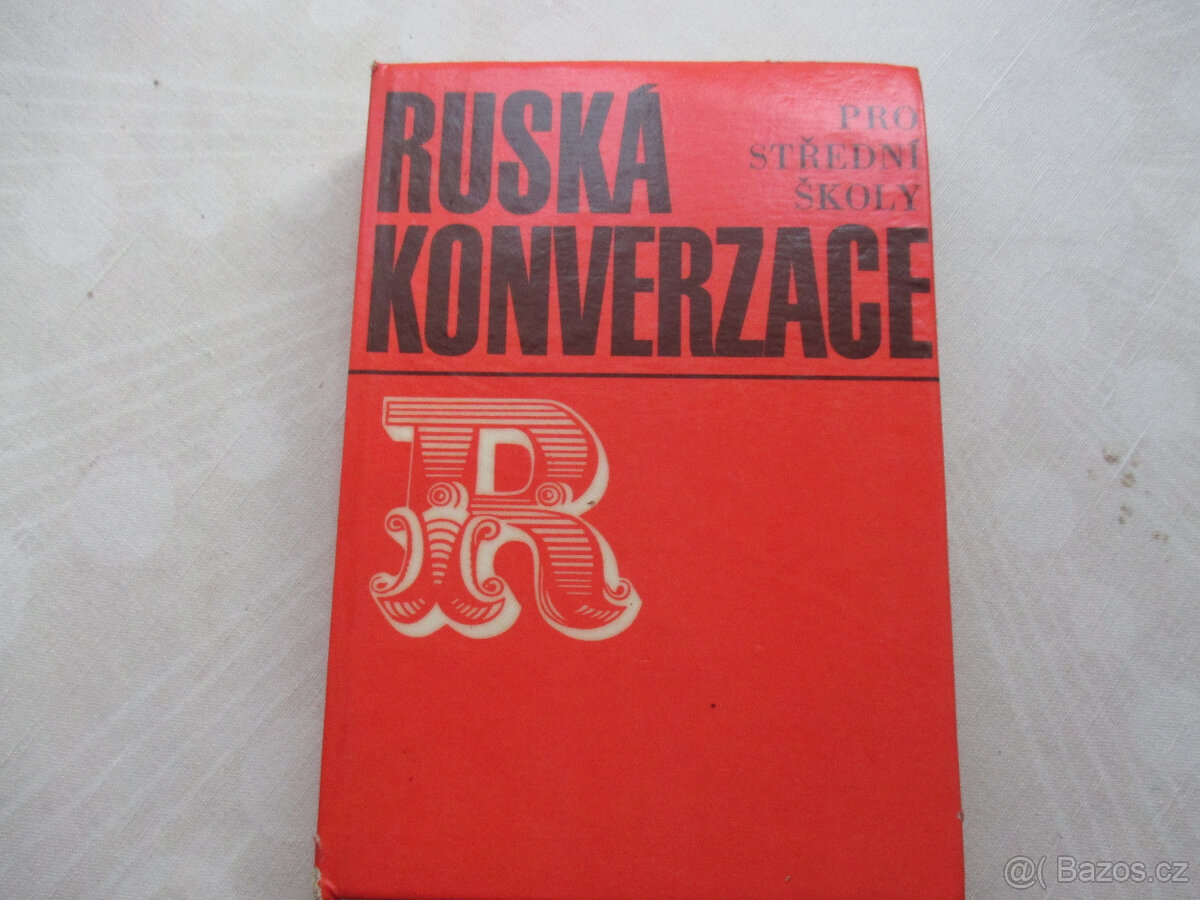 RUSKÁ
PRO
STŘEDNÍ
ŠKOLY
KONVERZACE
R
@( Bazos.cz